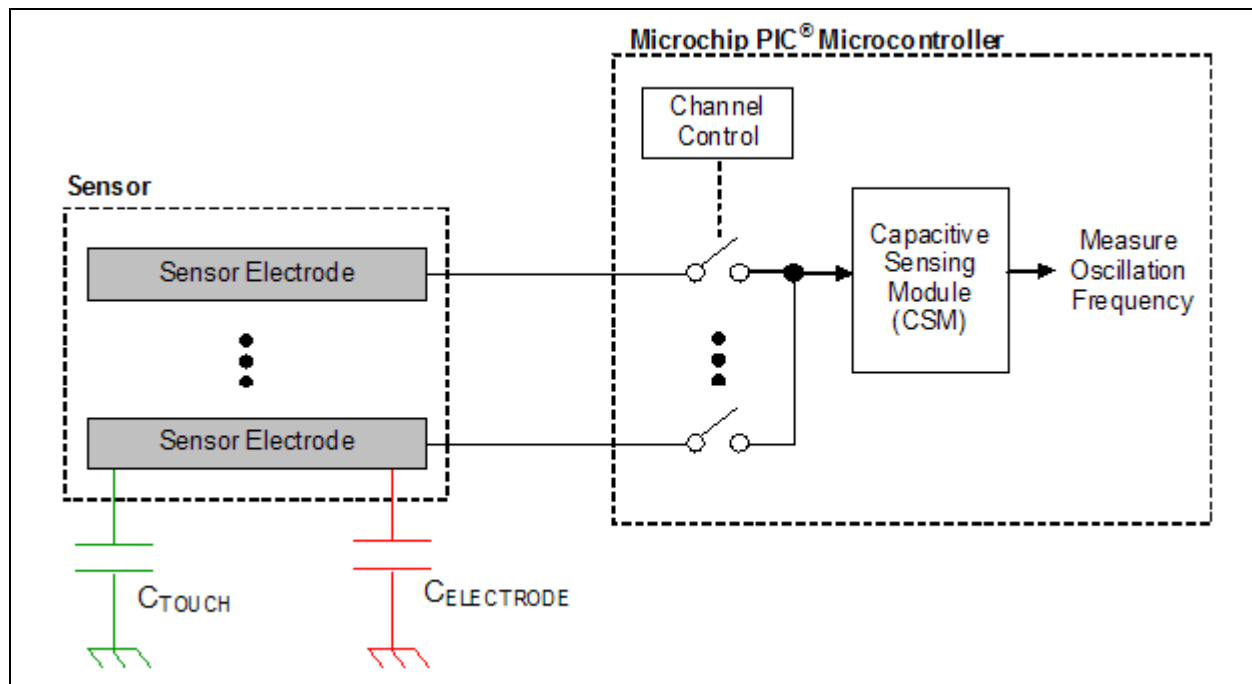 Microchip PIC® Microcontroller
Channel
Control
Sensor
Sensor Electrode
Capacitive
Sensing
Module
(CSM)
Measure
Oscillation
Frequency
Sensor Electrode
CTOUCH
CELECTRODE